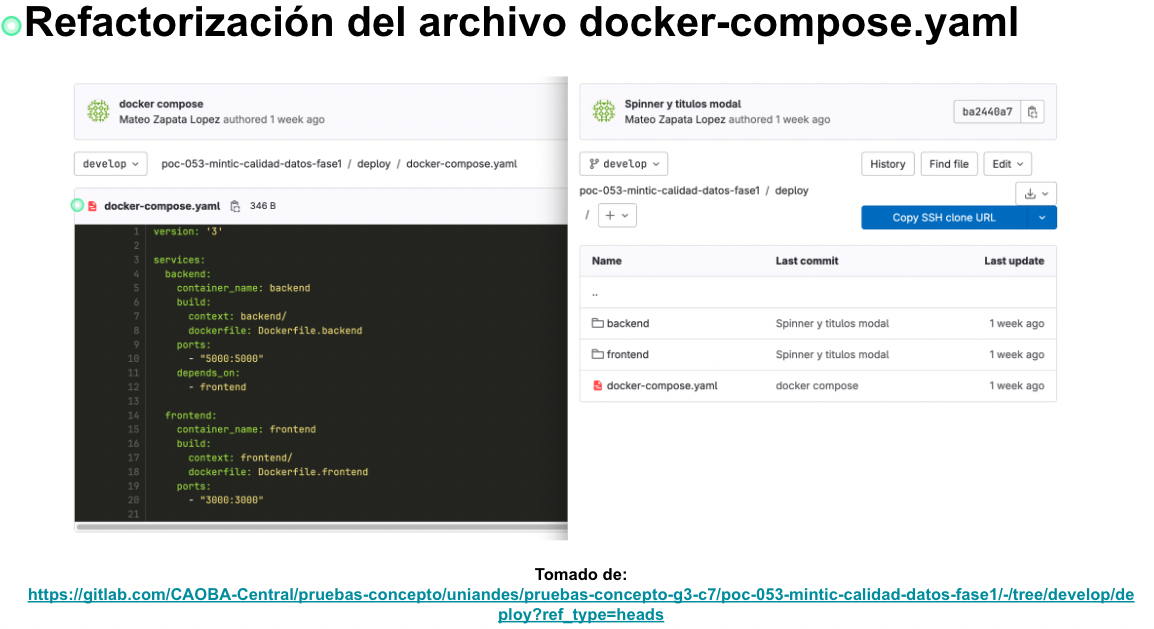 Refactorización del archivo docker-compose.yaml
docker compose
Mateo Zapata Lopez authored 1 week ago
develop
poc-053-mintic-calidad-datos-fase1 / deploy / docker-compose.yaml
docker-compose.yaml 346 B
1 version: '3'
2
3 services:
4   backend:
5     container_name: backend
6     build:
7       context: backend/
8       dockerfile: Dockerfile.backend
9     ports:
10       - "5000:5000"
11     depends_on:
12       - frontend
13
14   frontend:
15     container_name: frontend
16     build:
17       context: frontend/
18       dockerfile: Dockerfile.frontend
19     ports:
20       - "3000:3000"
21
Spinner y titulos modal
Mateo Zapata Lopez authored 1 week ago
ba2440a7
develop
History
Find file
Edit
poc-053-mintic-calidad-datos-fase1 / deploy
/ +
Copy SSH clone URL
Name Last commit Last update
..
backend Spinner y titulos modal 1 week ago
frontend Spinner y titulos modal 1 week ago
docker-compose.yaml docker compose 1 week ago
Tomado de:
https://gitlab.com/CAOBA-Central/pruebas-concepto/uniandes/pruebas-concepto-g3-c7/poc-053-mintic-calidad-datos-fase1/-/tree/develop/de
ploy?ref_type=heads